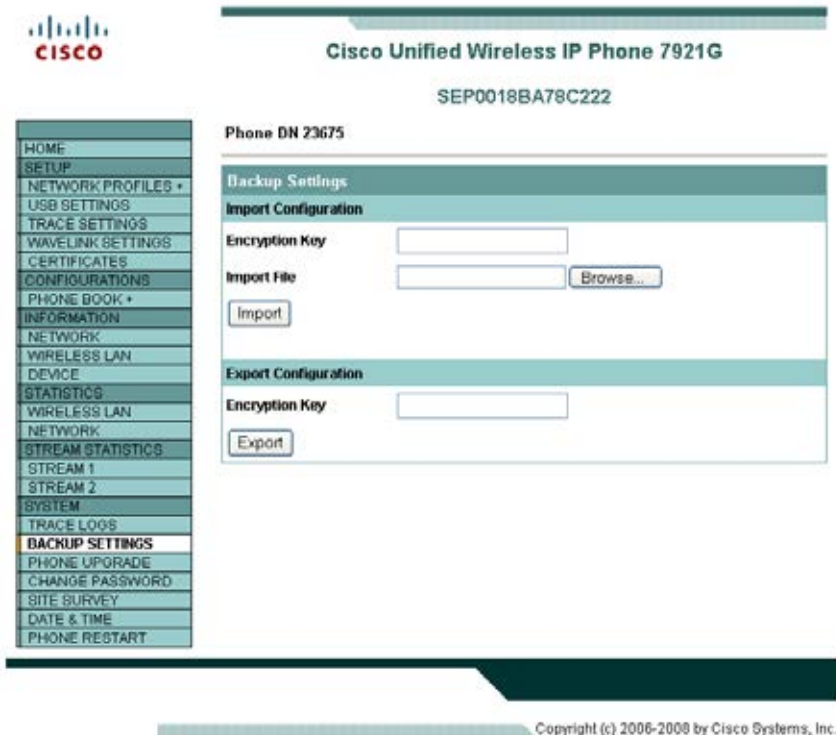 CISCO
Cisco Unified Wireless IP Phone 7921G
SEP0018BA78C222
Phone DN 23675
HOME
SETUP
NETWORK PROFILES +
USB SETTINGS
TRACE SETTINGS
WAVELINK SETTINGS
CERTIFICATES
CONFIGURATIONS
PHONE BOOK +
INFORMATION
NETWORK
WIRELESS LAN
DEVICE
STATISTICS
WIRELESS LAN
NETWORK
STREAM STATISTICS
STREAM 1
STREAM 2
SYSTEM
TRACE LOGS
BACKUP SETTINGS
PHONE UPGRADE
CHANGE PASSWORD
SITE SURVEY
DATE & TIME
PHONE RESTART
Backup Settings
Import Configuration
Encryption Key
Import File
Browse...
Import
Export Configuration
Encryption Key
Export
Copyright (c) 2006-2008 by Cisco Systems, Inc.